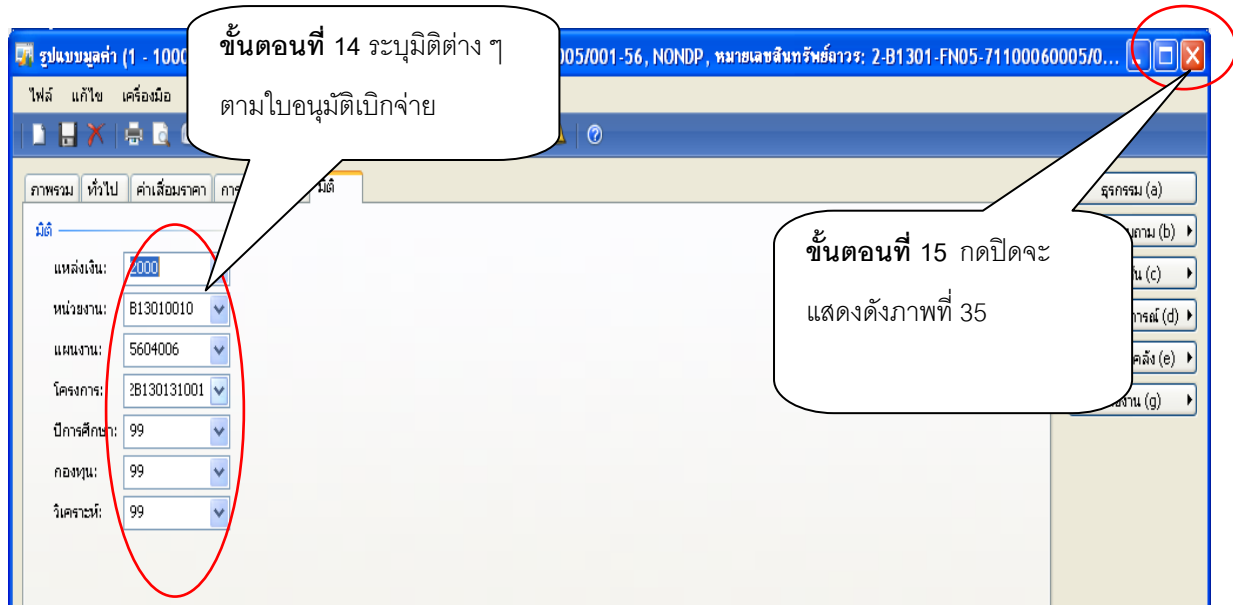 ขั้นตอนที่ 14 ระบุมิติต่าง ๆ
ตามใบอนุมัติเบิกจ่าย
รูปแบบมูลค่า (1 - 1000 005/001-56, NONDP, หมายเลขสินทรัพย์ถาวร: 2-B1301-FN05-71100060005/0...
ไฟล์ แก้ไข เครื่องมือ
ภาพรวม ทั่วไป ค่าเสื่อมราคา มิติ
ธุรกรรม (a)
(b)
(c)
(d)
(e)
(g)
มิติ
แหล่งเงิน: 2000
หน่วยงาน: B13010010
แผนงาน: 5604006
โครงการ: 2B130131001
ปีการศึกษา: 99
กองทุน: 99
วิเคราะห์: 99
ขั้นตอนที่ 15 กดปิดจะ
แสดงดังภาพที่ 35